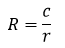 R = c/r